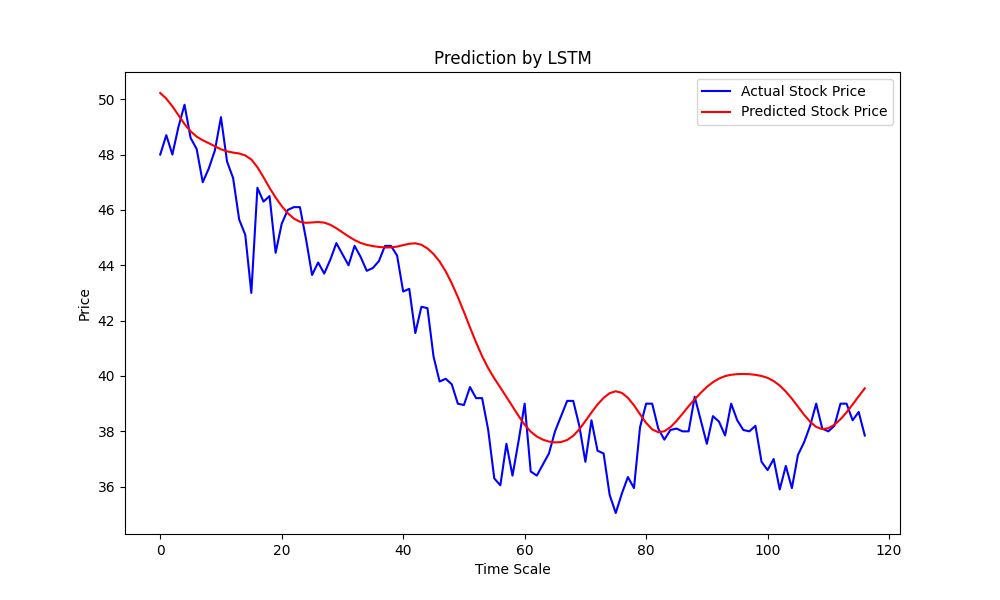 Prediction by LSTM
Actual Stock Price
Predicted Stock Price
Price
50
48
46
44
42
40
38
36
0 20 40 60 80 100 120
Time Scale